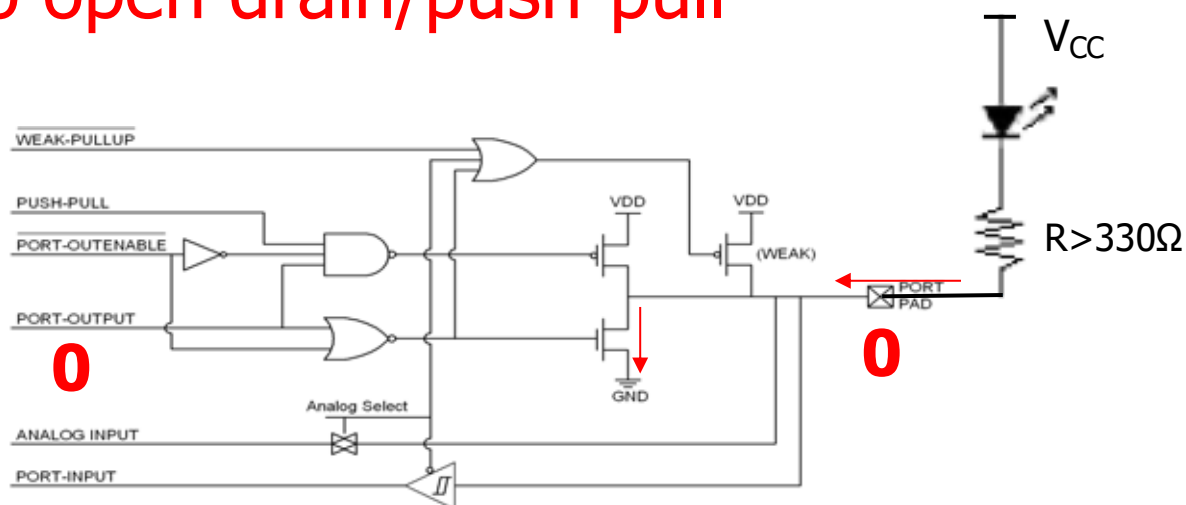 open drain/push pull
V_CC
WEAK-PULLUP
PUSH-PULL
VDD
VDD
PORT-OUTENABLE
(WEAK)
R>330Ω
PORT
PAD
PORT-OUTPUT
0
0
GND
Analog Select
ANALOG INPUT
PORT-INPUT